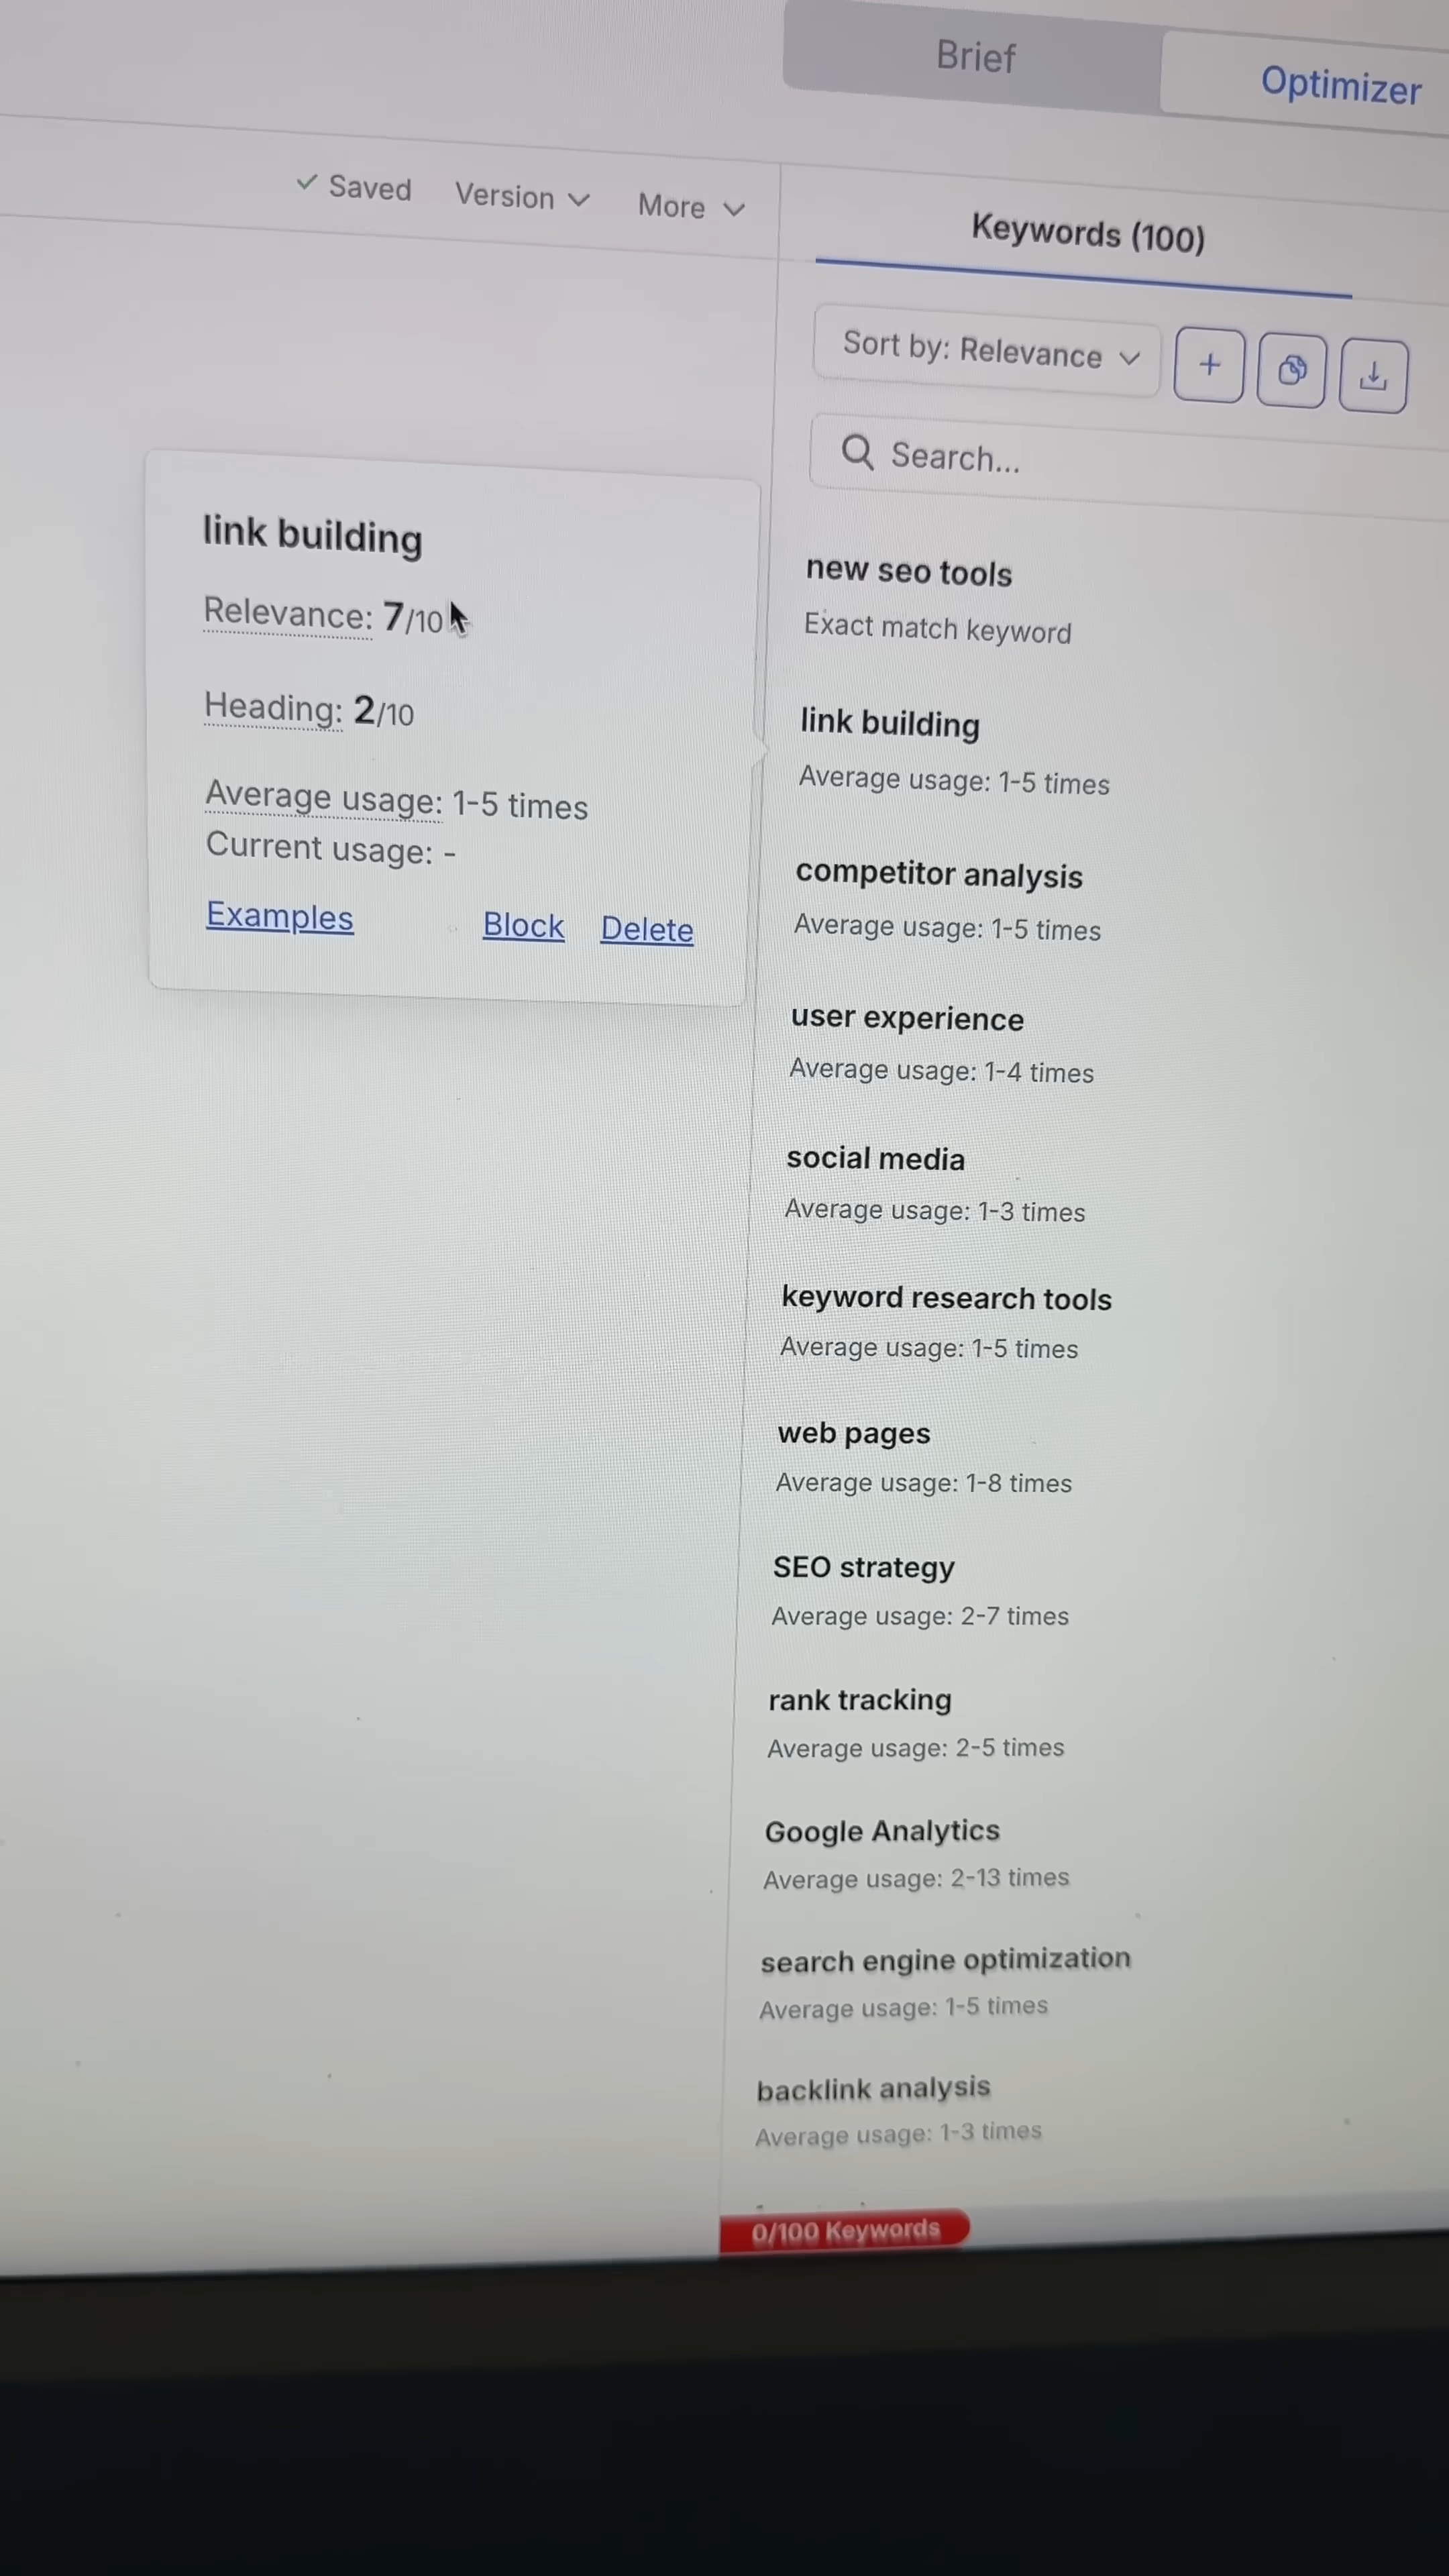 Brief
Optimizer
Saved
Version
More
Keywords (100)
Sort by: Relevance
Search...
link building
Relevance: 7/10
Heading: 2/10
Average usage: 1-5 times
Current usage: -
Examples
Block
Delete
new seo tools
Exact match keyword
link building
Average usage: 1-5 times
competitor analysis
Average usage: 1-5 times
user experience
Average usage: 1-4 times
social media
Average usage: 1-3 times
keyword research tools
Average usage: 1-5 times
web pages
Average usage: 1-8 times
SEO strategy
Average usage: 2-7 times
rank tracking
Average usage: 2-5 times
Google Analytics
Average usage: 2-13 times
search engine optimization
Average usage: 1-5 times
backlink analysis
Average usage: 1-3 times
0/100 Keywords